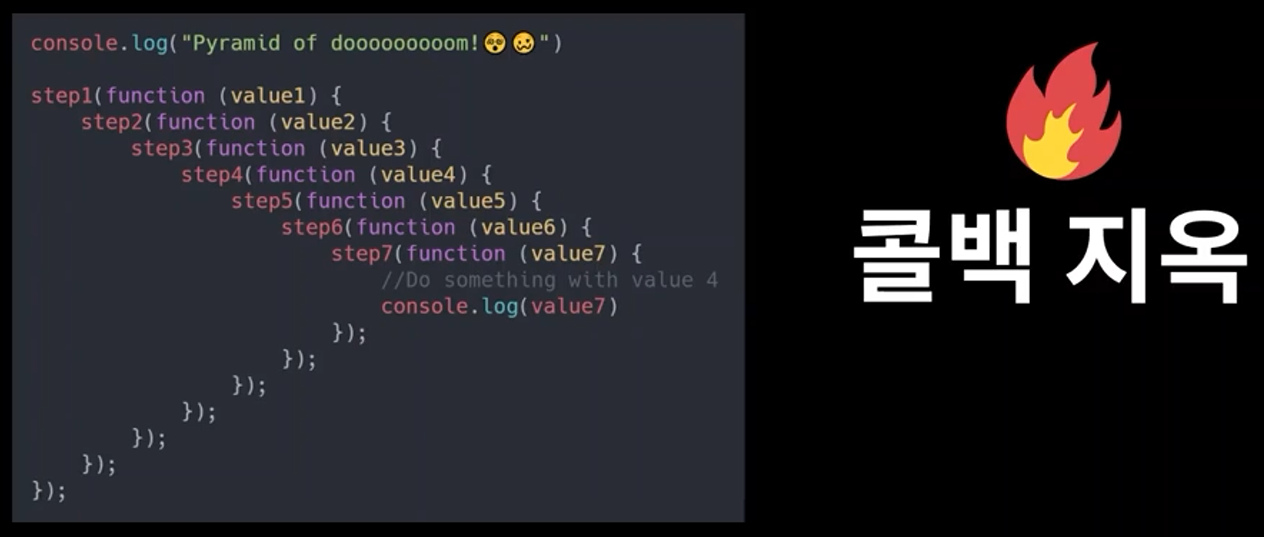 console.log("Pyramid of dooooooooom!😵🥴")
step1(function (value1) {
    step2(function (value2) {
        step3(function (value3) {
            step4(function (value4) {
                step5(function (value5) {
                    step6(function (value6) {
                        step7(function (value7) {
                            //Do something with value 4
                            console.log(value7)
                        });
                    });
                });
            });
        });
    });
});
콜백 지옥